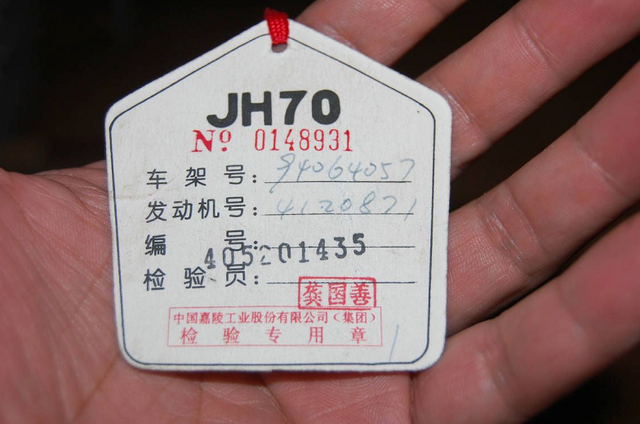 JH70
Nº 0148931
车架号: 94064057
发动机号: 4120871
编号: 405201435
检验员: 龚国善
中国嘉陵工业股份有限公司(集团)
检验专用章
1